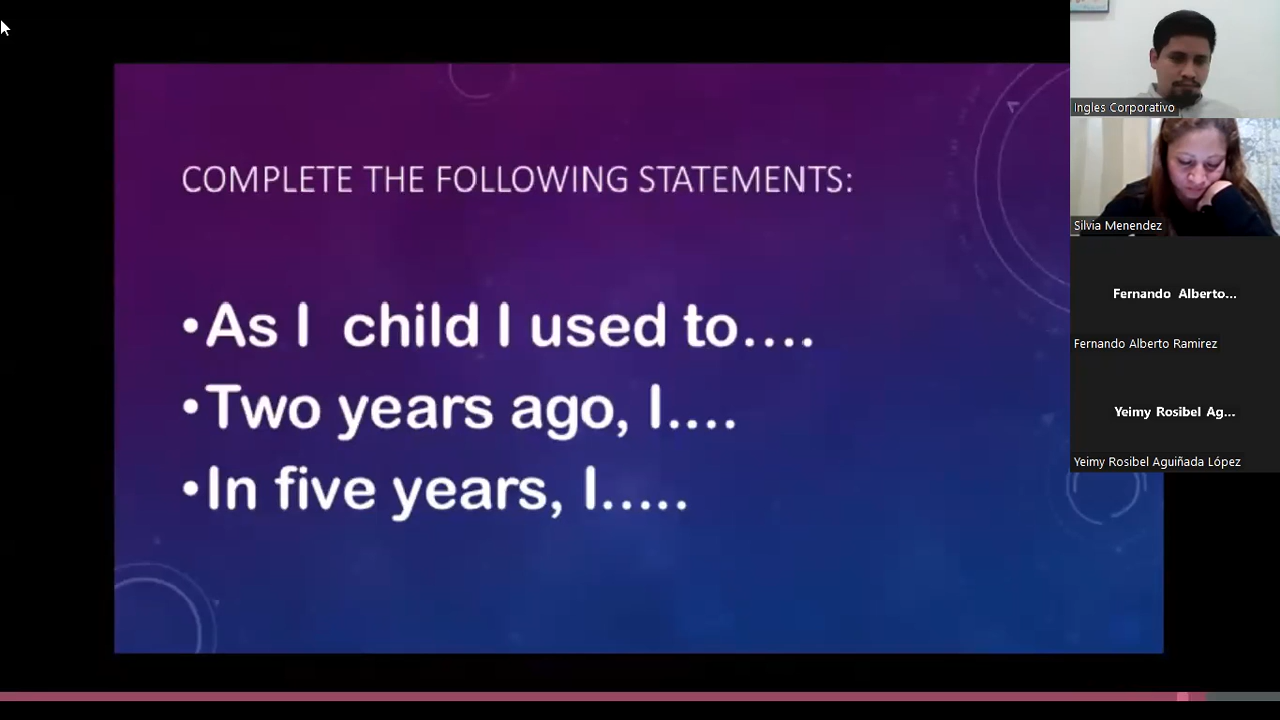 COMPLETE THE FOLLOWING STATEMENTS:
•As I child I used to....
•Two years ago, I....
•In five years, I.....
Ingles Corporativo
Silvia Menendez
Fernando Alberto...
Fernando Alberto Ramirez
Yeimy Rosibel Ag...
Yeimy Rosibel Aguiñada López